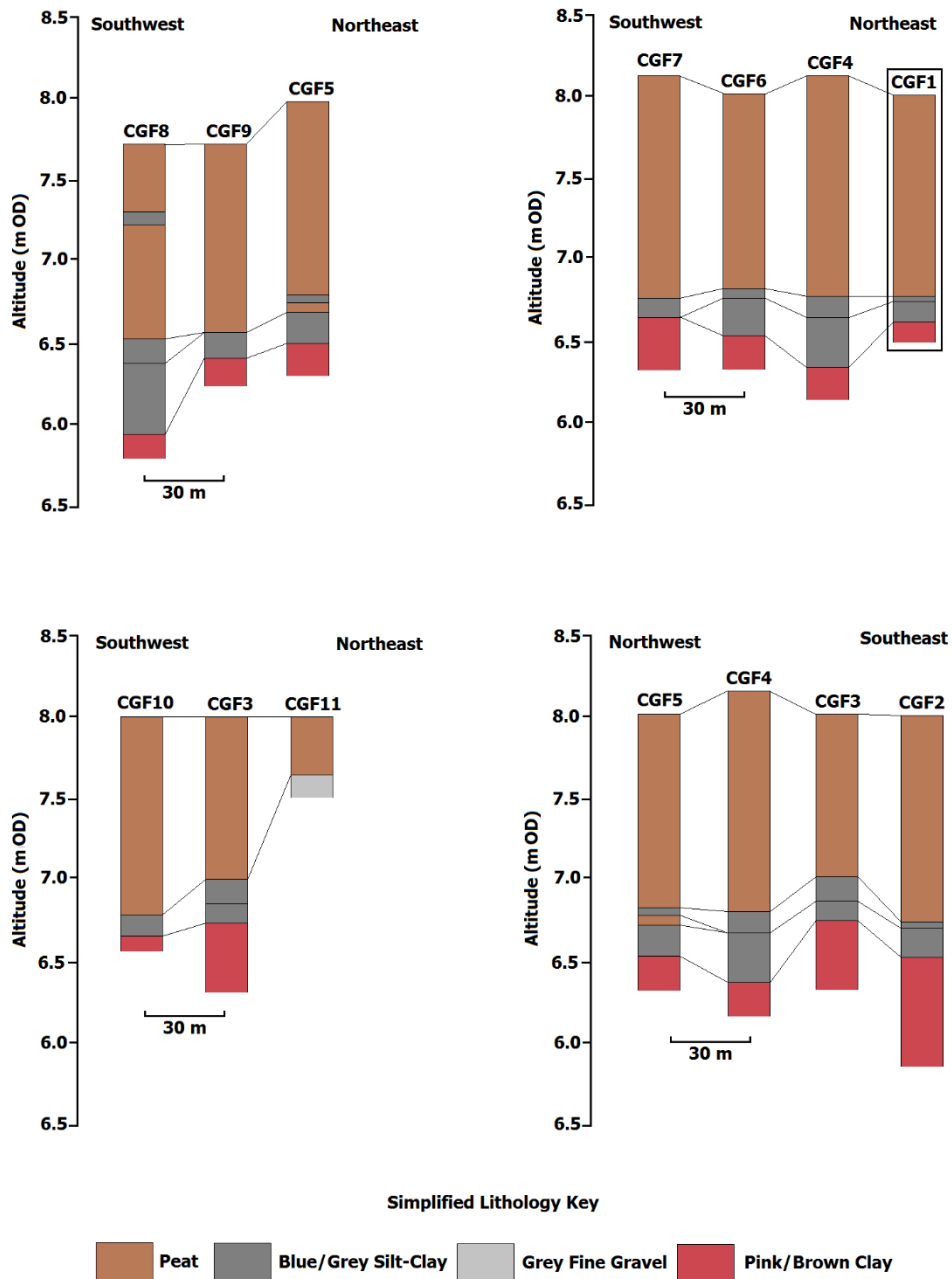 8.5
Southwest Northeast
8.0
CGF5
CGF8 CGF9
7.5
7.0
6.5
6.0
6.5
Altitude (m OD)
30 m
8.5
Southwest Northeast
CGF7 CGF6 CGF4 CGF1
8.0
7.5
7.0
6.5
6.0
6.5
Altitude (m OD)
30 m
8.5
Southwest Northeast
CGF10 CGF3 CGF11
8.0
7.5
7.0
6.5
6.0
6.5
Altitude (m OD)
30 m
8.5
Northwest Southeast
CGF5 CGF4 CGF3 CGF2
8.0
7.5
7.0
6.5
6.0
6.5
Altitude (m OD)
30 m
Simplified Lithology Key
Peat Blue/Grey Silt-Clay Grey Fine Gravel Pink/Brown Clay